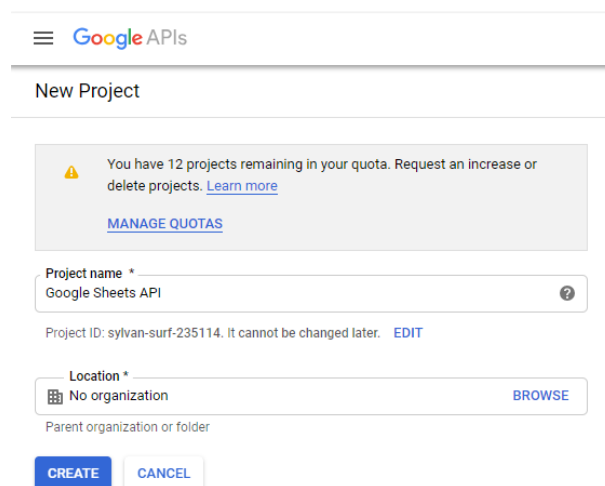 Google APIs
New Project
You have 12 projects remaining in your quota. Request an increase or
delete projects. Learn more
MANAGE QUOTAS
Project name *
Google Sheets API
Project ID: sylvan-surf-235114. It cannot be changed later. EDIT
Location *
No organization BROWSE
Parent organization or folder
CREATE CANCEL